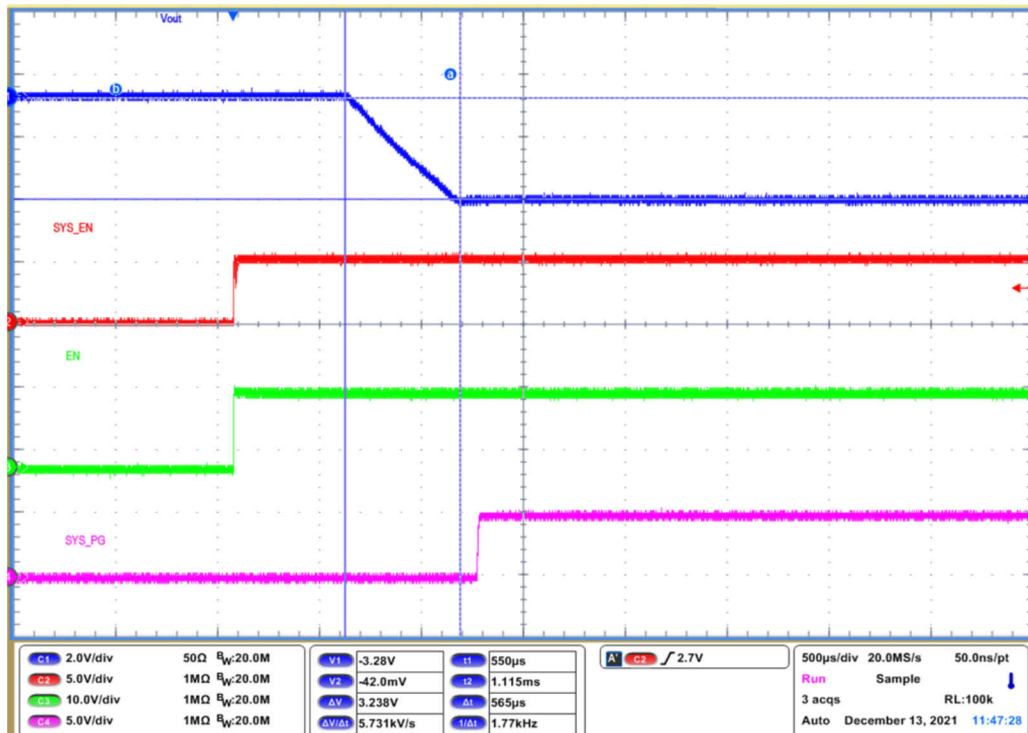 Vout
b
a
SYS_EN
2
EN
SYS_PG
4
C1 2.0V/div 50Ω BW:20.0M
C2 5.0V/div 1MΩ BW:20.0M
C3 10.0V/div 1MΩ BW:20.0M
C4 5.0V/div 1MΩ BW:20.0M
V1 -3.28V
V2 -42.0mV
ΔV 3.238V
ΔV/Δt 5.731kV/s
t1 550µs
t2 1.115ms
Δt 565µs
1/Δt 1.77kHz
A' C2 2.7V
500µs/div 20.0MS/s 50.0ns/pt
Run Sample
3 acqs RL:100k
Auto December 13, 2021 11:47:28